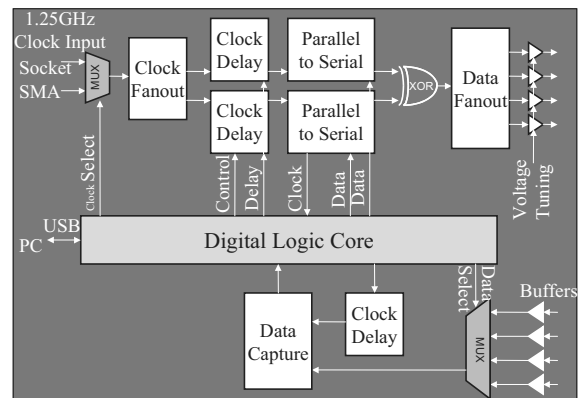 1.25GHz
Clock Input
Socket
SMA
MUX
Clock
Fanout
Clock
Delay
Clock
Delay
Parallel
to Serial
Parallel
to Serial
XOR
Data
Fanout
Clock Select
Control
Delay
Clock
Data
Data
Voltage
Tuning
USB
PC
Digital Logic Core
Data
Capture
Clock
Delay
Data
Select
MUX
Buffers